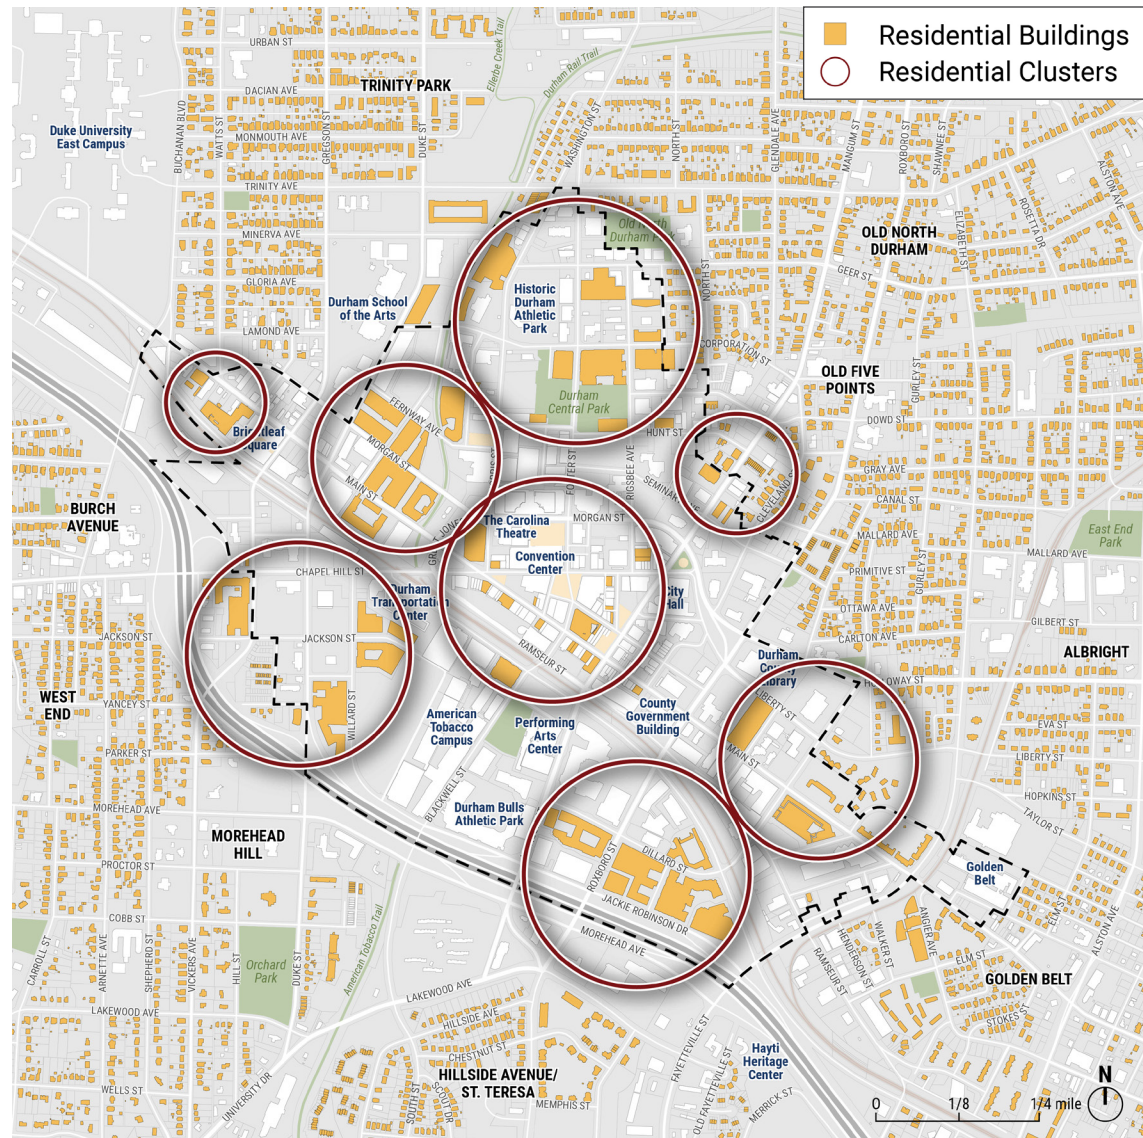 Residential Buildings
Residential Clusters
URBAN ST
TRINITY PARK
Ellerbe Creek Trail
Durham Rail Trail
DACIAN AVE
BUCHANAN BLVD
WATTS ST
GREGSON ST
DUKE ST
WASHINGTON ST
NORTH ST
GLENDALE AVE
MANGUM ST
ROXBORO ST
SHAWNEE ST
ALSTON AVE
Duke University
East Campus
MONMOUTH AVE
TRINITY AVE
ROSETTA DR
ELIZABETH ST
MINERVA AVE
Old North
Durham Park
OLD NORTH
DURHAM
GEER ST
GLORIA AVE
NORTH ST
Durham School
of the Arts
Historic
Durham
Athletic
Park
LAMOND AVE
CORPORATION ST
OLD FIVE
POINTS
GURLEY ST
FERNWAY AVE
Durham
Central Park
DOWD ST
Brightleaf
Square
HUNT ST
MORGAN ST
RIGSBEE AVE
FOSTER ST
GRAY AVE
MAIN ST
CLEVELAND
CANAL ST
BURCH
AVENUE
The Carolina
Theatre
MORGAN ST
MALLARD AVE
East End
Park
MALLARD AVE
Convention
Center
CHAPEL HILL ST
PRIMITIVE ST
GURLEY ST
Durham
Transportation
Center
City
Hall
OTTAWA AVE
GILBERT ST
JACKSON ST
JACKSON ST
CARLTON AVE
RAMSEUR ST
Durham
County
Library
ALBRIGHT
HOLLOWAY ST
WEST
END
YANCEY ST
WILLARD ST
American
Tobacco
Campus
Performing
Arts
Center
County
Government
Building
LIBERTY ST
EVA ST
PARKER ST
MAIN ST
LIBERTY ST
BLACKWELL ST
HOPKINS ST
MOREHEAD AVE
Durham Bulls
Athletic Park
TAYLOR ST
MOREHEAD
HILL
PROCTOR ST
ROXBORO ST
DILLARD ST
Golden
Belt
JACKIE ROBINSON DR
ELM ST
COBB ST
MOREHEAD AVE
ANGIER AVE
WALKER ST
HENDERSON ST
RAMSEUR ST
ALSTON AVE
CARROLL ST
ARNETTE AVE
SHEPHERD ST
VICKERS AVE
HILL ST
Orchard
Park
DUKE ST
American Tobacco Trail
ELM ST
GOLDEN BELT
LAKEWOOD AVE
LAKEWOOD AVE
HILLSIDE AVE
STOKES ST
CHESTNUT ST
FAYETTEVILLE ST
OLD FAYETTEVILLE ST
Hayti
Heritage
Center
HILLSIDE AVENUE/
ST. TERESA
WELLS ST
UNIVERSITY DR
SOUTH ST
SCOUT DR
MEMPHIS ST
MERRICK ST
N
0 1/8 1/4 mile